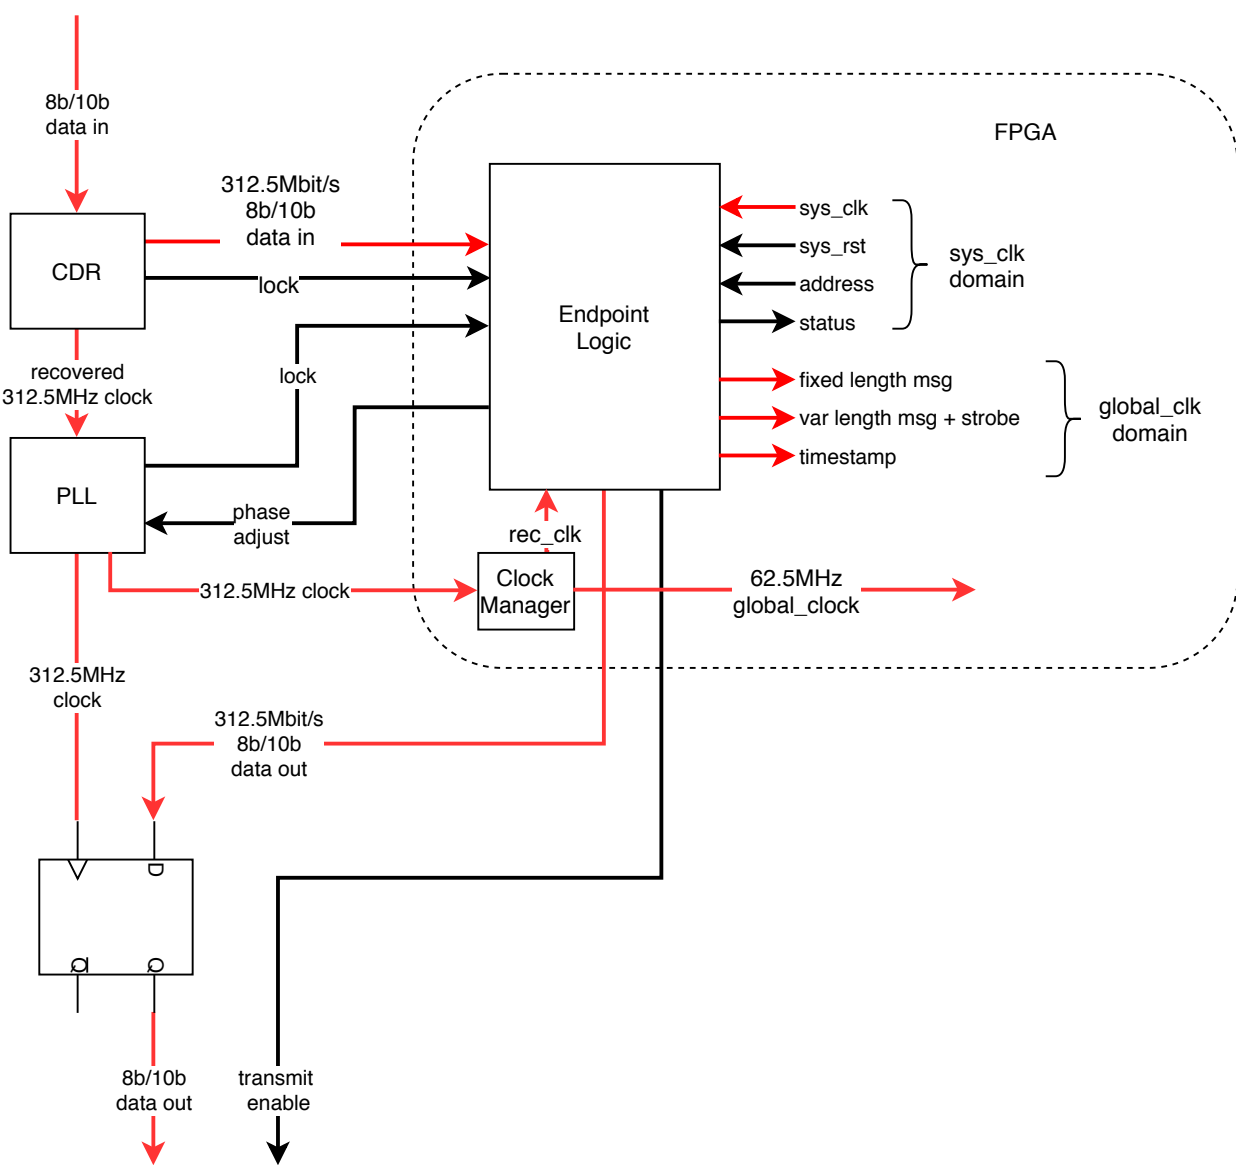 8b/10b
data in
FPGA
312.5Mbit/s
8b/10b
data in
CDR
lock
recovered
312.5MHz clock
lock
PLL
phase
adjust
Endpoint
Logic
sys_clk
sys_rst
address
status
sys_clk
domain
fixed length msg
var length msg + strobe
timestamp
global_clk
domain
rec_clk
Clock
Manager
312.5MHz clock
62.5MHz
global_clock
312.5MHz
clock
312.5Mbit/s
8b/10b
data out
D
Q
Q
8b/10b
data out
transmit
enable